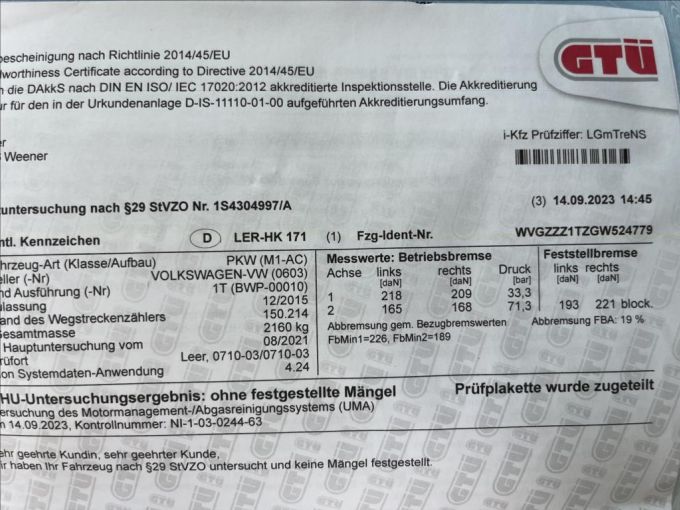 GTÜ
bescheinigung nach Richtlinie 2014/45/EU
dworthiness Certificate according to Directive 2014/45/EU
die DAkkS nach DIN EN ISO/ IEC 17020:2012 akkreditierte Inspektionsstelle. Die Akkreditierung
ur für den in der Urkundenanlage D-IS-11110-01-00 aufgeführten Akkreditierungsumfang.
er
Weener
i-Kfz Prüfziffer: LGmTreNS
(3) 14.09.2023 14:45
untersuchung nach §29 StVZO Nr. 1S4304997/A
ntl. Kennzeichen D LER-HK 171 (1) Fzg-Ident-Nr. WVGZZZ1TZGW524779
hrzeug-Art (Klasse/Aufbau) PKW (M1-AC) Messwerte: Betriebsbremse Feststellbremse
eller (-Nr) VOLKSWAGEN-VW (0603) Achse links rechts Druck links rechts
[daN] [daN] [bar] [daN] [daN]
nd Ausführung (-Nr) 1T (BWP-00010)
ulassung 12/2015 1 218 209 33,3
and des Wegstreckenzählers 150.214 2 165 168 71,3 193 221 block.
esamtmasse 2160 kg Abbremsung gem. Bezugbremswerten Abbremsung FBA: 19 %
Hauptuntersuchung vom 08/2021 FbMin1=226, FbMin2=189
rüfort Leer, 0710-03/0710-03
on Systemdaten-Anwendung 4.24
HU-Untersuchungsergebnis: ohne festgestellte Mängel Prüfplakette wurde zugeteilt
ersuchung des Motormanagement-/Abgasreinigungssystems (UMA)
m 14.09.2023, Kontrollnummer: NI-1-03-0244-63
ehr geehrte Kundin, sehr geehrter Kunde,
ir haben Ihr Fahrzeug nach §29 StVZO untersucht und keine Mängel festgestellt.